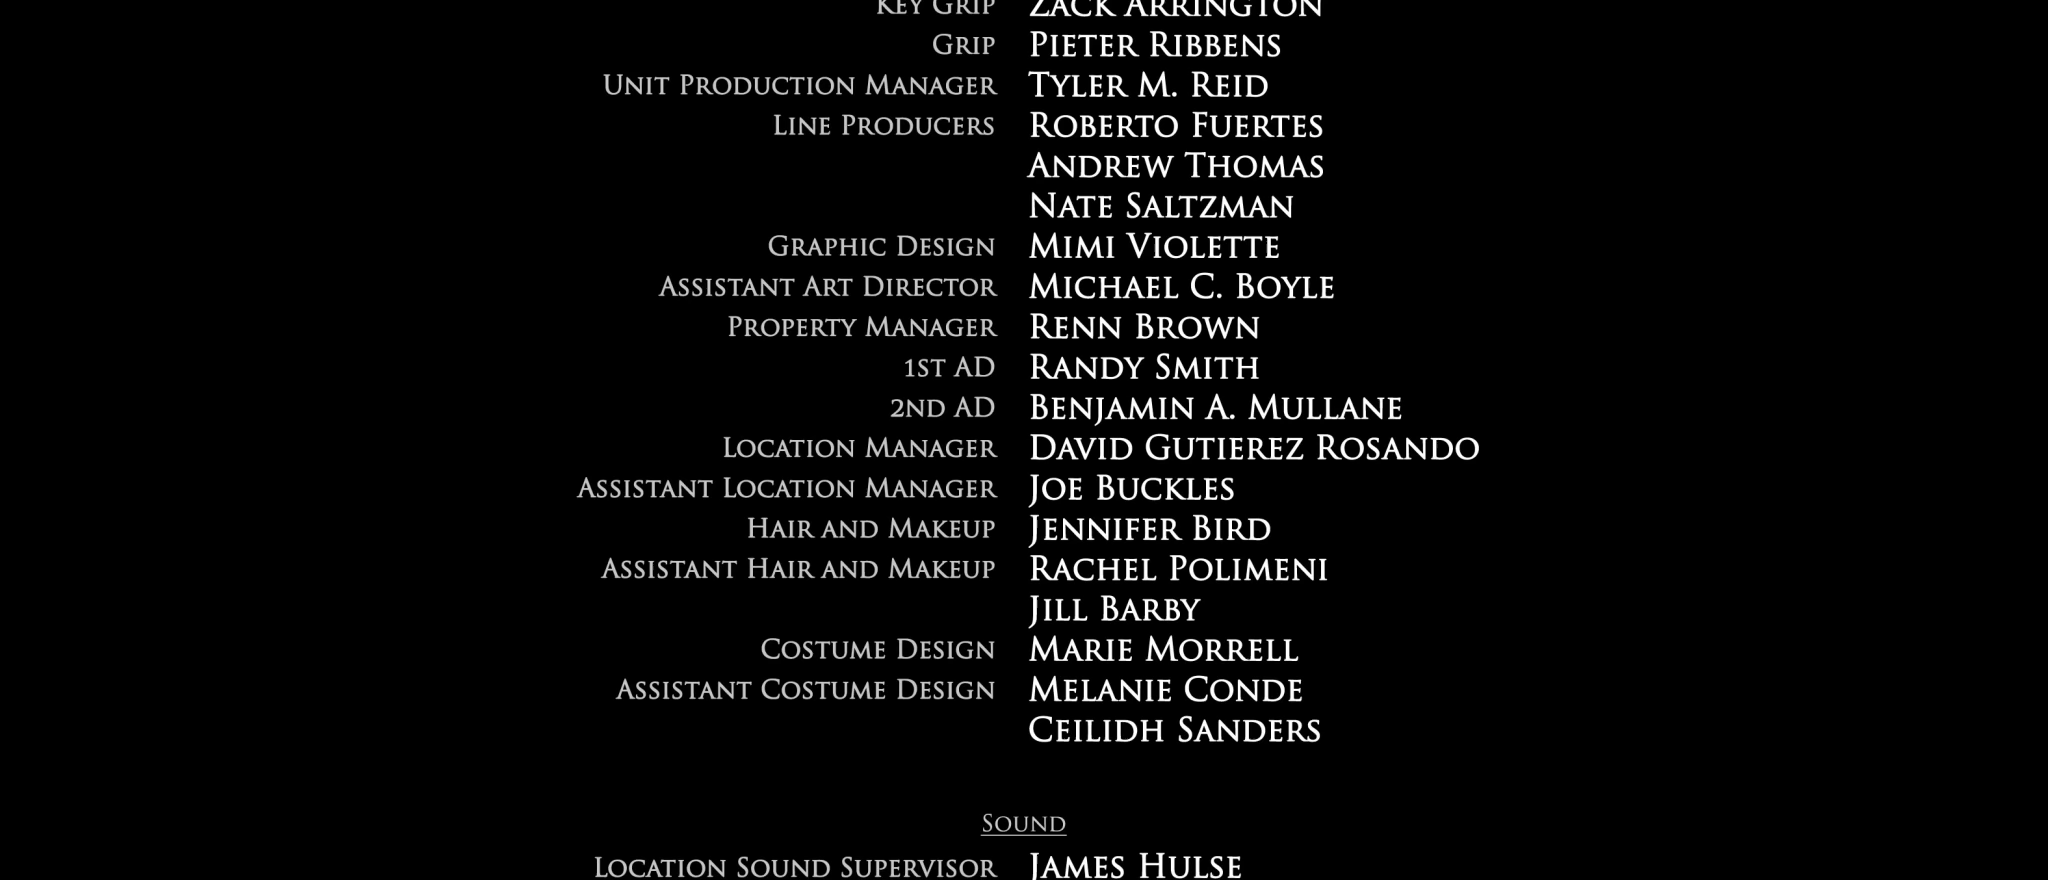 Key Grip Zack Arrington
Grip Pieter Ribbens
Unit Production Manager Tyler M. Reid
Line Producers Roberto Fuertes
Andrew Thomas
Nate Saltzman
Graphic Design Mimi Violette
Assistant Art Director Michael C. Boyle
Property Manager Renn Brown
1st AD Randy Smith
2nd AD Benjamin A. Mullane
Location Manager David Gutierez Rosando
Assistant Location Manager Joe Buckles
Hair and Makeup Jennifer Bird
Assistant Hair and Makeup Rachel Polimeni
Jill Barby
Costume Design Marie Morrell
Assistant Costume Design Melanie Conde
Ceilidh Sanders
Sound
Location Sound Supervisor James Hulse